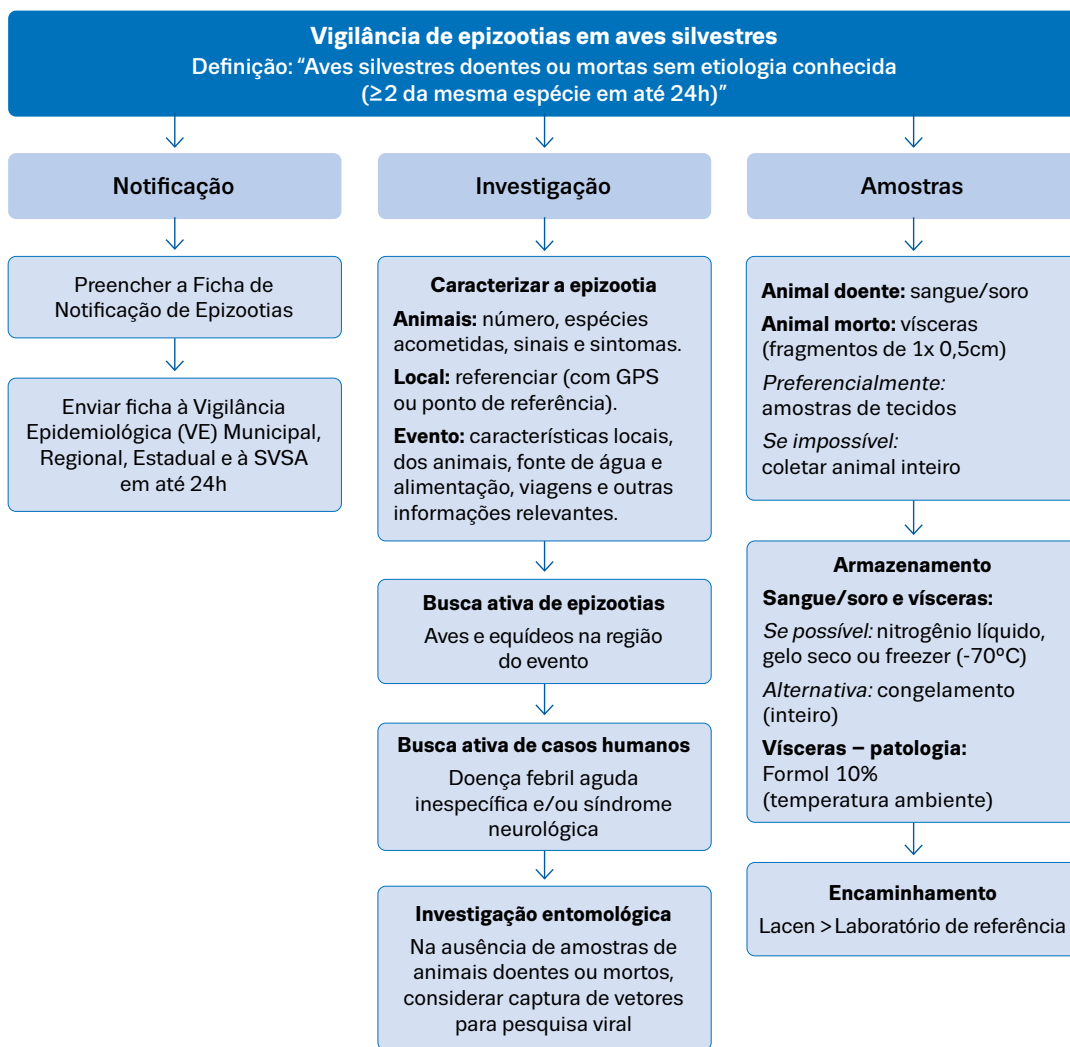 Vigilância de epizootias em aves silvestres
Definição: “Aves silvestres doentes ou mortas sem etiologia conhecida
(≥2 da mesma espécie em até 24h)”
Notificação
Preencher a Ficha de
Notificação de Epizootias
Enviar ficha à Vigilância
Epidemiológica (VE) Municipal,
Regional, Estadual e à SVSA
em até 24h
Investigação
Caracterizar a epizootia
Animais: número, espécies
acometidas, sinais e sintomas.
Local: referenciar (com GPS
ou ponto de referência).
Evento: características locais,
dos animais, fonte de água e
alimentação, viagens e outras
informações relevantes.
Busca ativa de epizootias
Aves e equídeos na região
do evento
Busca ativa de casos humanos
Doença febril aguda
inespecífica e/ou síndrome
neurológica
Investigação entomológica
Na ausência de amostras de
animais doentes ou mortos,
considerar captura de vetores
para pesquisa viral
Amostras
Animal doente: sangue/soro
Animal morto: vísceras
(fragmentos de 1x 0,5cm)
Preferencialmente:
amostras de tecidos
Se impossível:
coletar animal inteiro
Armazenamento
Sangue/soro e vísceras:
Se possível: nitrogênio líquido,
gelo seco ou freezer (-70ºC)
Alternativa: congelamento
(inteiro)
Vísceras – patologia:
Formol 10%
(temperatura ambiente)
Encaminhamento
Lacen > Laboratório de referência